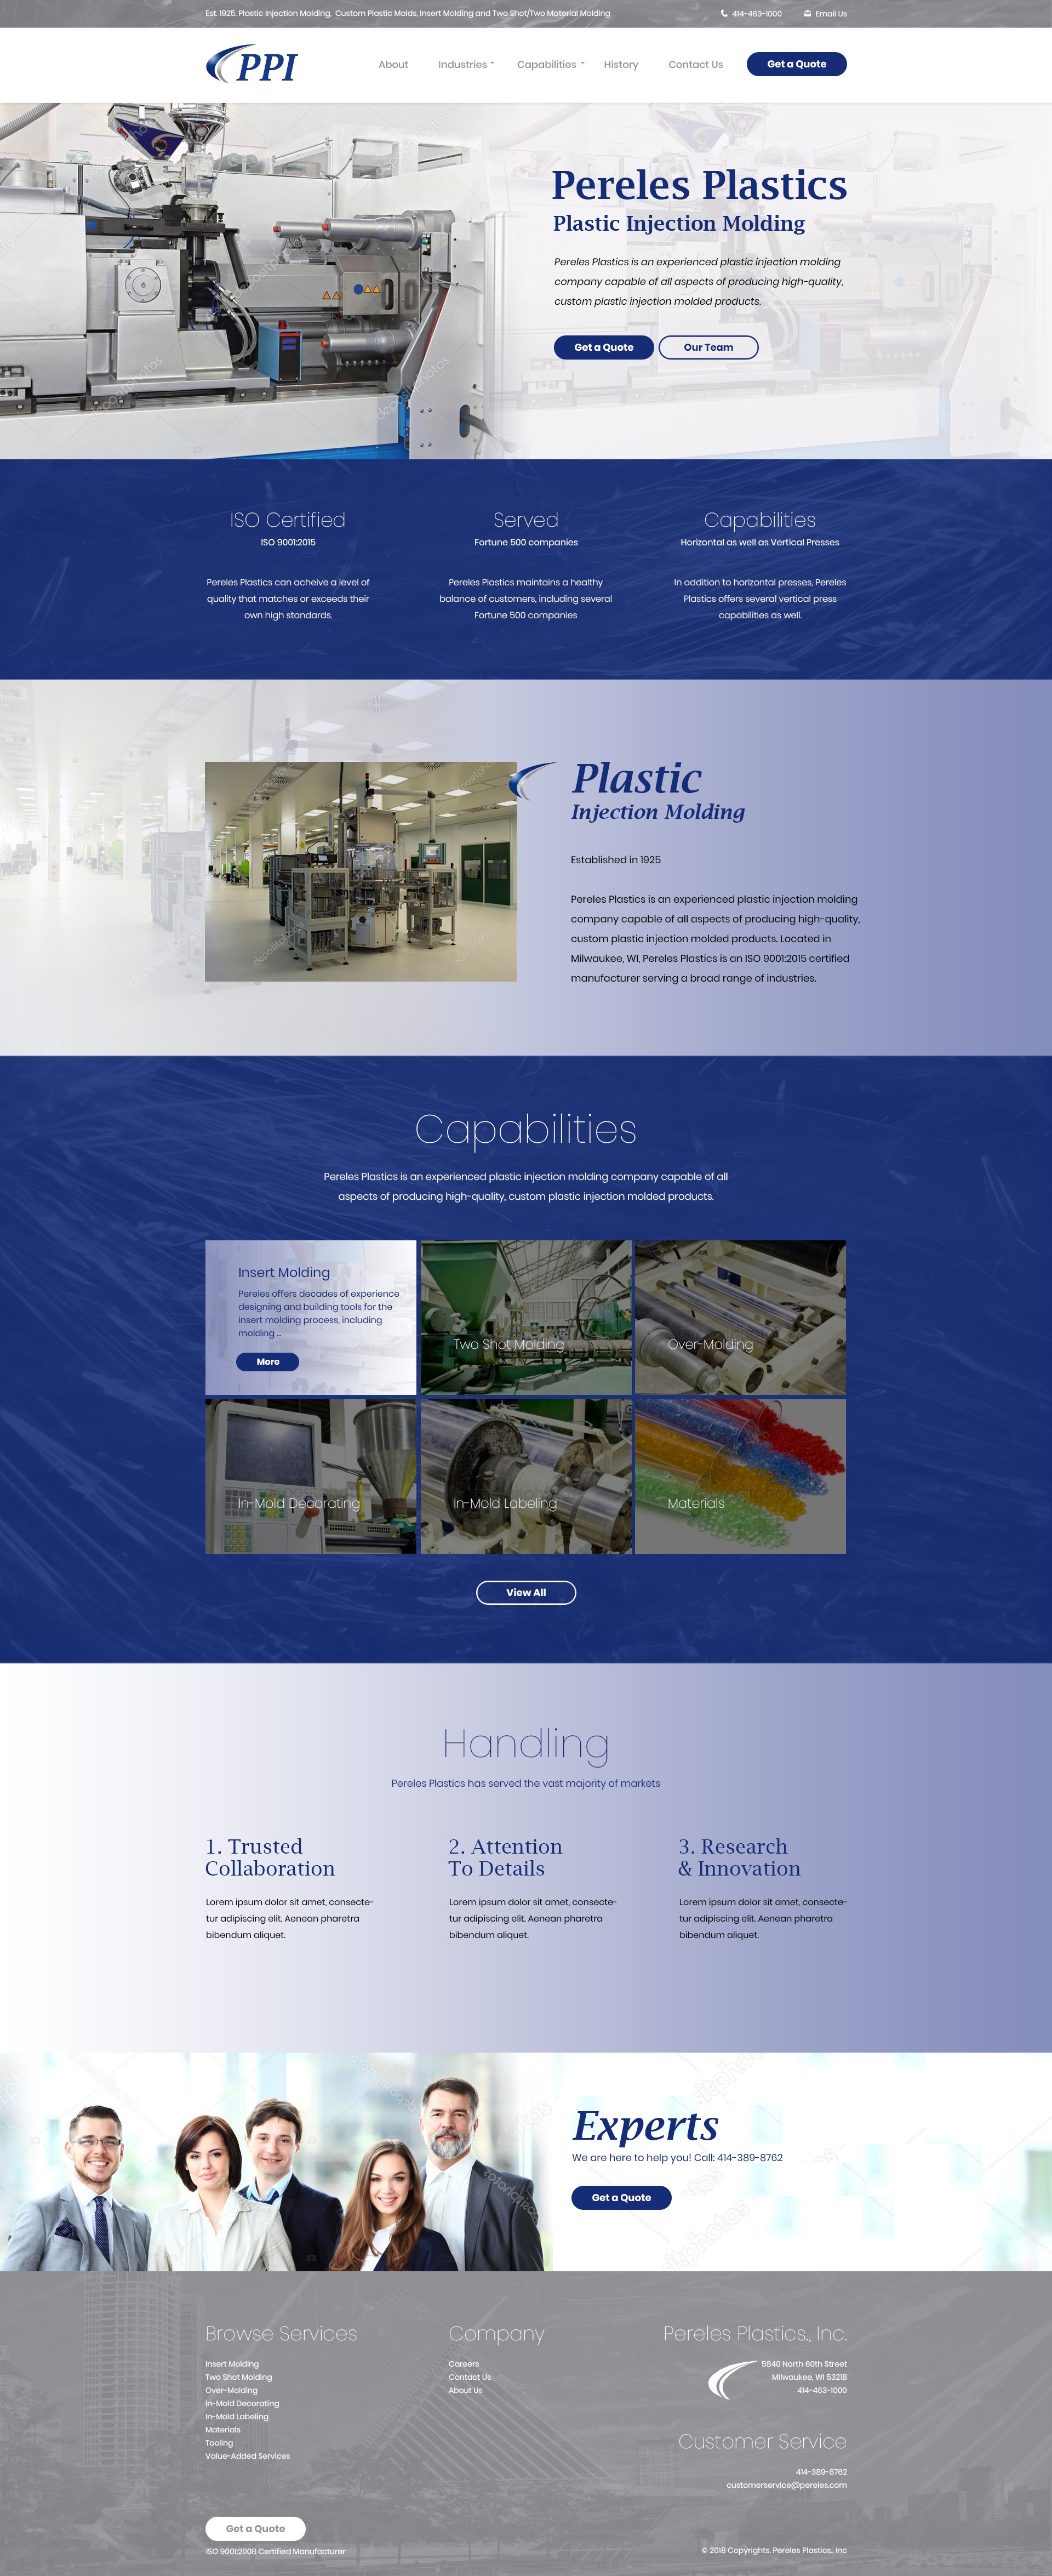 Est. 1925. Plastic Injection Molding, Custom Plastic Molds, Insert Molding and Two Shot/Two Material Molding
414-463-1000
Email Us
PPI
About
Industries
Capabilities
History
Contact Us
Get a Quote
Pereles Plastics
Plastic Injection Molding
Pereles Plastics is an experienced plastic injection molding
company capable of all aspects of producing high-quality,
custom plastic injection molded products.
Get a Quote
Our Team
ISO Certified
ISO 9001:2015
Pereles Plastics can acheive a level of
quality that matches or exceeds their
own high standards.
Served
Fortune 500 companies
Pereles Plastics maintains a healthy
balance of customers, including several
Fortune 500 companies
Capabilities
Horizontal as well as Vertical Presses
In addition to horizontal presses, Pereles
Plastics offers several vertical press
capabilities as well.
Plastic
Injection Molding
Established in 1925
Pereles Plastics is an experienced plastic injection molding
company capable of all aspects of producing high-quality,
custom plastic injection molded products. Located in
Milwaukee, WI, Pereles Plastics is an ISO 9001:2015 certified
manufacturer serving a broad range of industries.
depositphotos
Capabilities
Pereles Plastics is an experienced plastic injection molding company capable of all
aspects of producing high-quality, custom plastic injection molded products.
Insert Molding
Pereles offers decades of experience
designing and building tools for the
insert molding process, including
molding ...
More
Two Shot Molding
Over-Molding
In-Mold Decorating
In-Mold Labeling
Materials
View All
Handling
Pereles Plastics has served the vast majority of markets
1. Trusted
Collaboration
Lorem ipsum dolor sit amet, consecte-
tur adipiscing elit. Aenean pharetra
bibendum aliquet.
2. Attention
To Details
Lorem ipsum dolor sit amet, consecte-
tur adipiscing elit. Aenean pharetra
bibendum aliquet.
3. Research
& Innovation
Lorem ipsum dolor sit amet, consecte-
tur adipiscing elit. Aenean pharetra
bibendum aliquet.
Experts
We are here to help you! Call: 414-389-8762
Get a Quote
Browse Services
Insert Molding
Two Shot Molding
Over-Molding
In-Mold Decorating
In-Mold Labeling
Materials
Tooling
Value-Added Services
Get a Quote
ISO 9001:2008 Certified Manufacturer
Company
Careers
Contact Us
About Us
Pereles Plastics., Inc.
5840 North 60th Street
Milwaukee, WI 53218
414-463-1000
Customer Service
414-389-8762
customerservice@pereles.com
© 2018 Copyrights. Pereles Plastics., Inc